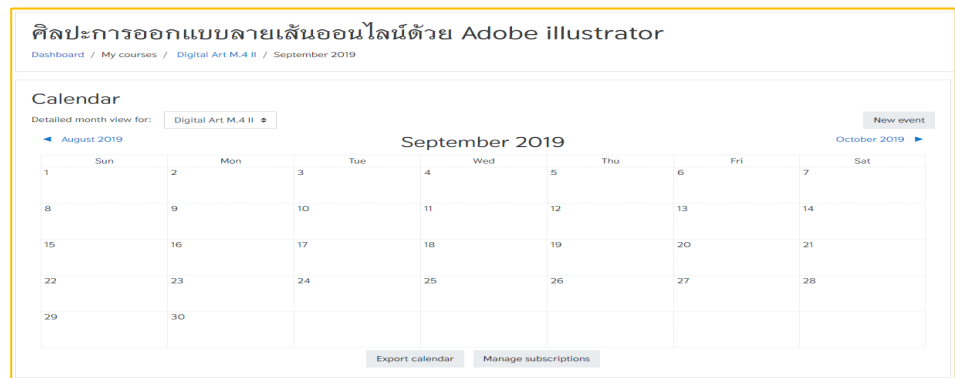 ศิลปะการออกแบบลายเส้นออนไลน์ด้วย Adobe illustrator
Dashboard / My courses / Digital Art M.4 II / September 2019
Calendar
Detailed month view for: Digital Art M.4 II New event
◄ August 2019 September 2019 October 2019 ►
Sun Mon Tue Wed Thu Fri Sat
1 2 3 4 5 6 7
8 9 10 11 12 13 14
15 16 17 18 19 20 21
22 23 24 25 26 27 28
29 30
Export calendar Manage subscriptions